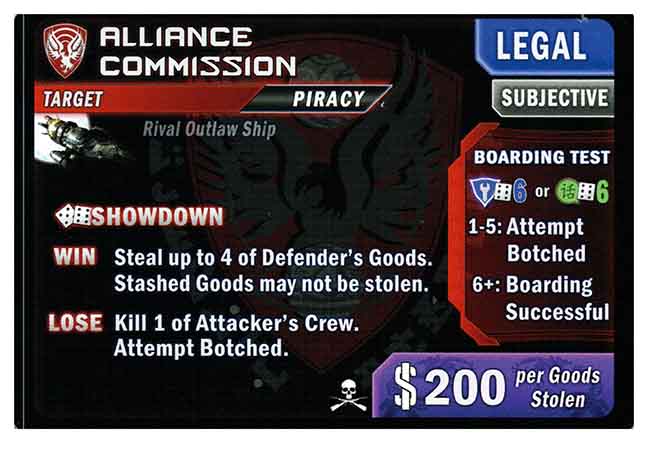 ALLIANCE
COMMISSION
LEGAL
TARGET
PIRACY
SUBJECTIVE
Rival Outlaw Ship
BOARDING TEST
6 or 话 6
1-5: Attempt
Botched
6+: Boarding
Successful
SHOWDOWN
WIN Steal up to 4 of Defender's Goods.
Stashed Goods may not be stolen.
LOSE Kill 1 of Attacker's Crew.
Attempt Botched.
$200 per Goods
Stolen